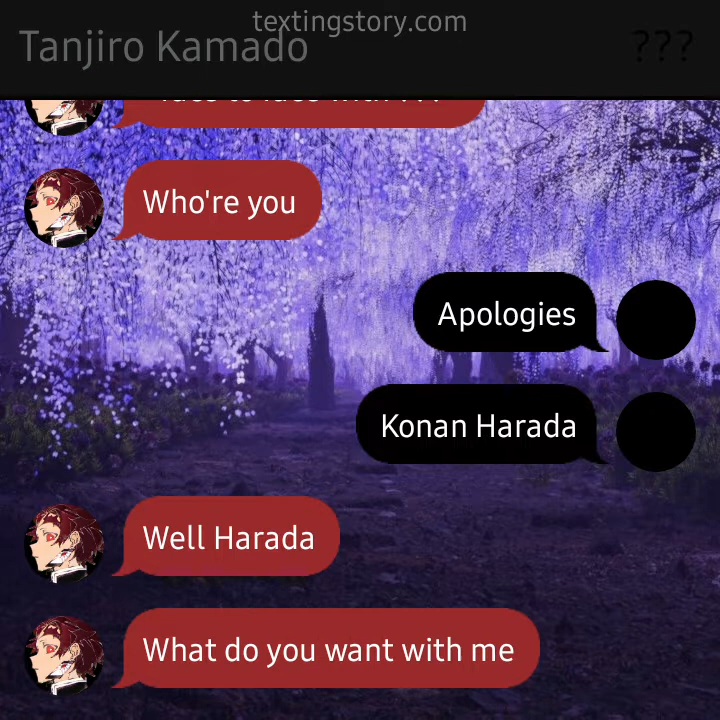 textingstory.com
Tanjiro Kamado
???
Who're you
Apologies
Konan Harada
Well Harada
What do you want with me